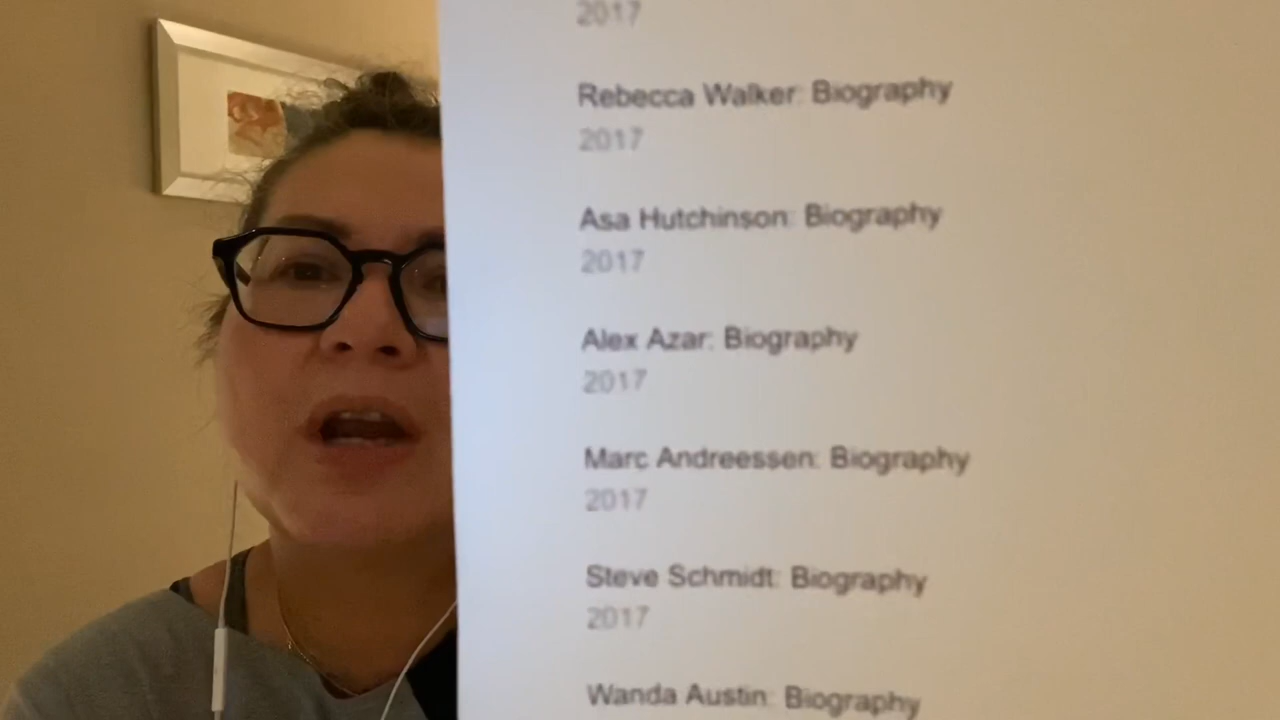 2017
Rebecca Walker: Biography
2017
Asa Hutchinson: Biography
2017
Alex Azar: Biography
2017
Marc Andreessen: Biography
2017
Steve Schmidt: Biography
2017
Wanda Austin: Biography